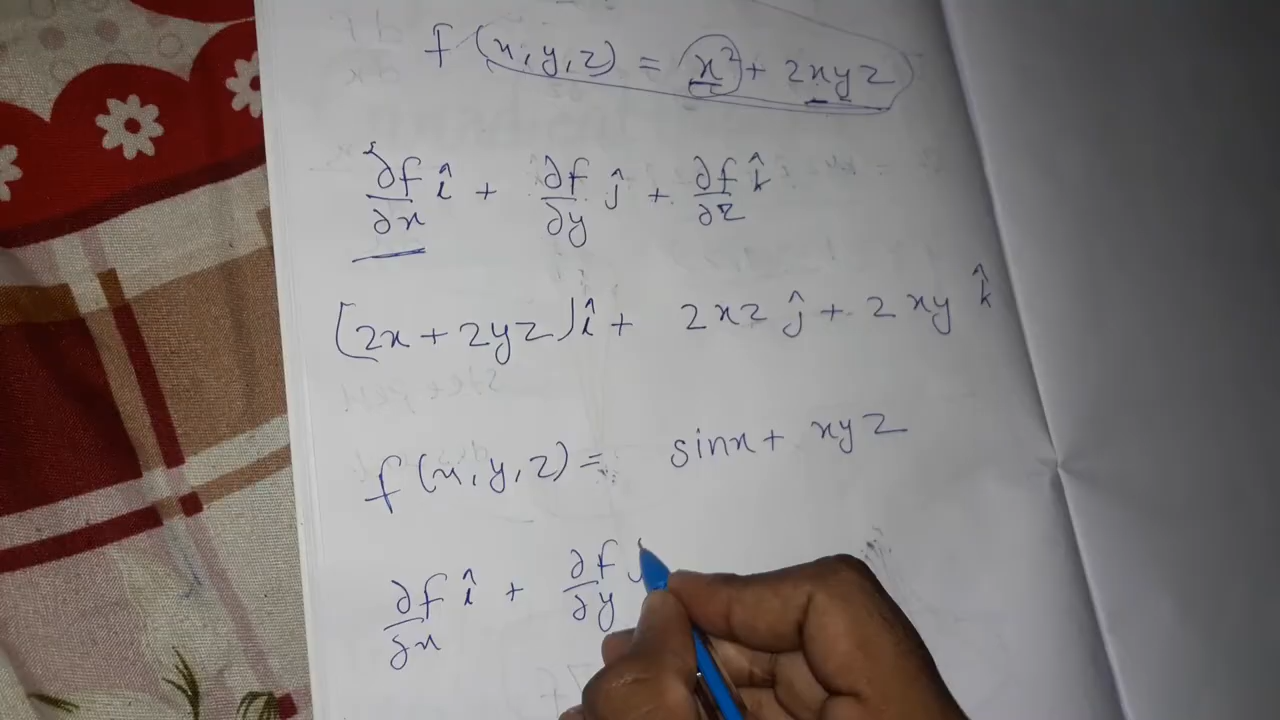 f (x, y, z) = x² + 2xyz
∂f/∂x î + ∂f/∂y ĵ + ∂f/∂z k̂
(2x + 2yz) î + 2xz ĵ + 2xy k̂
f (x, y, z) = sinx + xyz
∂f/∂x î + ∂f/∂y